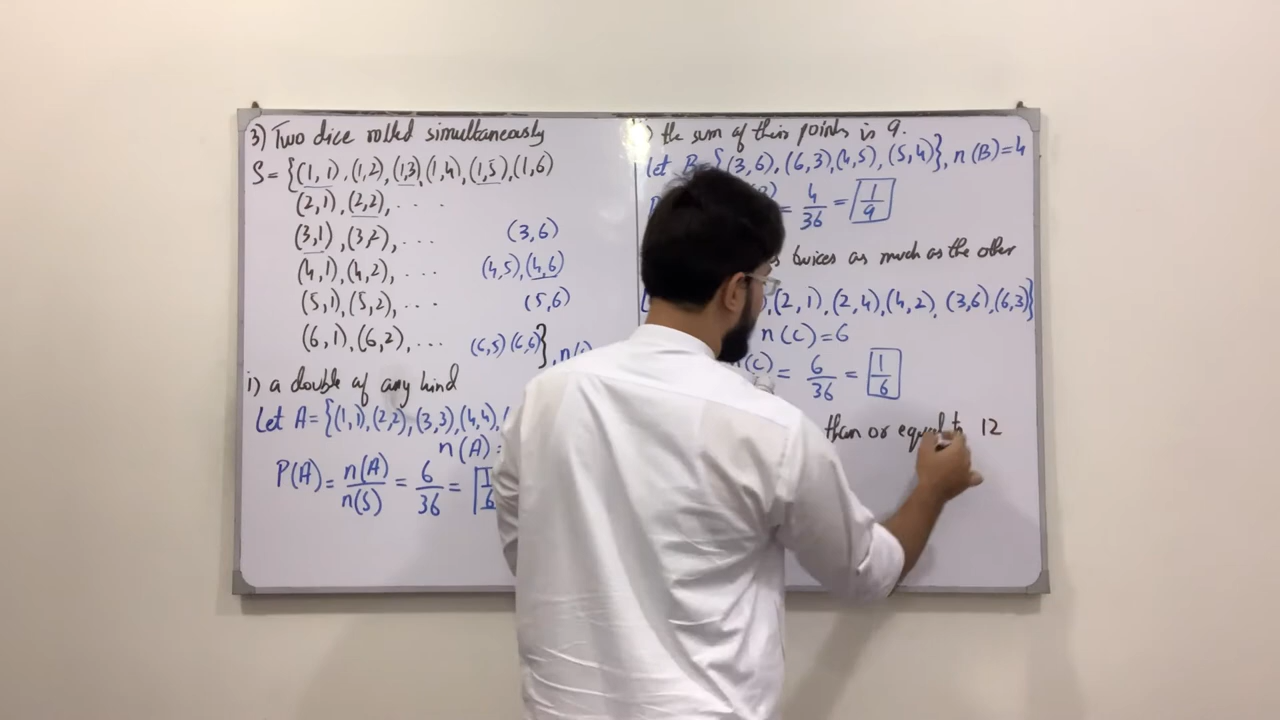 3) Two dice rolled simultaneously
S = {(1, 1), (1,2), (1,3), (1,4), (1,5), (1,6)
(2,1), (2,2), ...
(3,1), (3,2), ... (3,6)
(4,1), (4,2), ... (4,5), (4,6)
(5,1), (5,2), ... (5,6)
(6,1), (6,2), ... (6,5) (6,6)}
i) a double of any kind
Let A = {(1,1), (2,2), (3,3), (4,4),
n(A)
P(A) = n(A)/n(S) = 6/36 = 1/6
the sum of their points is 9.
let B = {(3,6), (6,3), (4,5), (5,4)}, n(B) = 4
= 4/36 = 1/9
twices as much as the other
(2,1), (2,4), (4,2), (3,6), (6,3)}
n(C) = 6
= 6/36 = 1/6
than or equal to 12